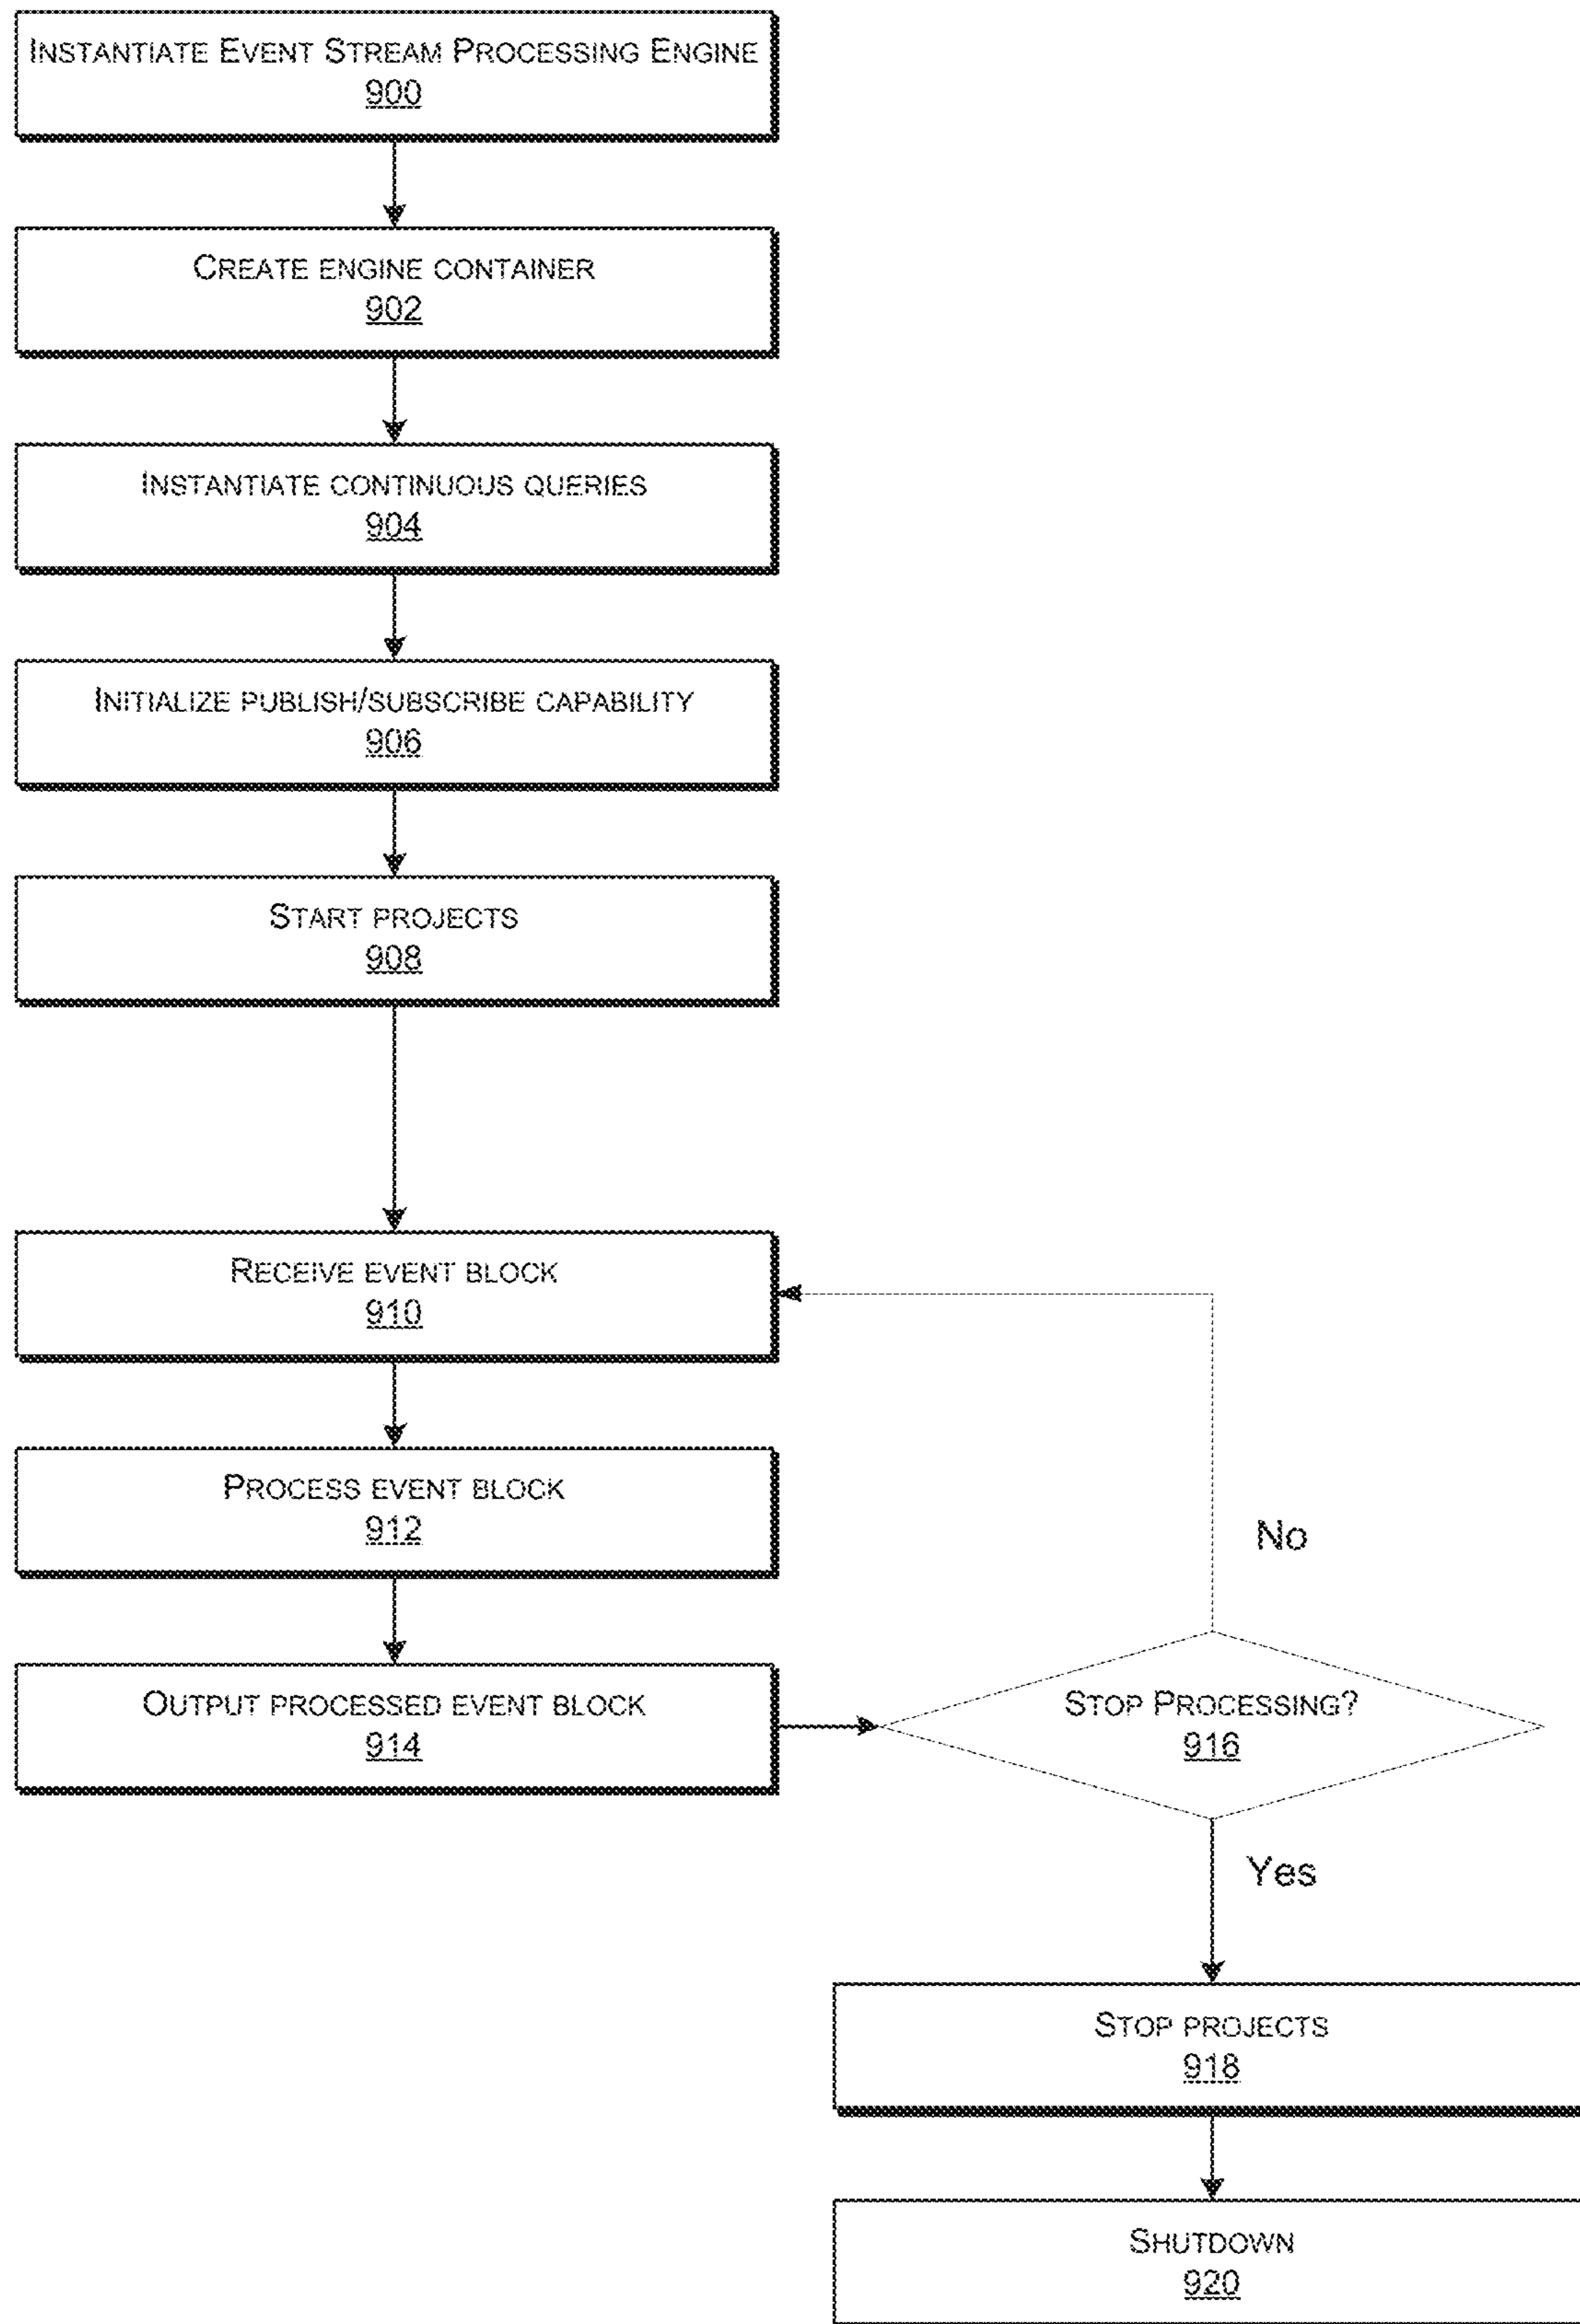 INSTANTIATE EVENT STREAM PROCESSING ENGINE
900
CREATE ENGINE CONTAINER
902
INSTANTIATE CONTINUOUS QUERIES
904
INITIALIZE PUBLISH/SUBSCRIBE CAPABILITY
906
START PROJECTS
908
RECEIVE EVENT BLOCK
910
PROCESS EVENT BLOCK
912
No
OUTPUT PROCESSED EVENT BLOCK
914
STOP PROCESSING?
916
Yes
STOP PROJECTS
918
SHUTDOWN
920